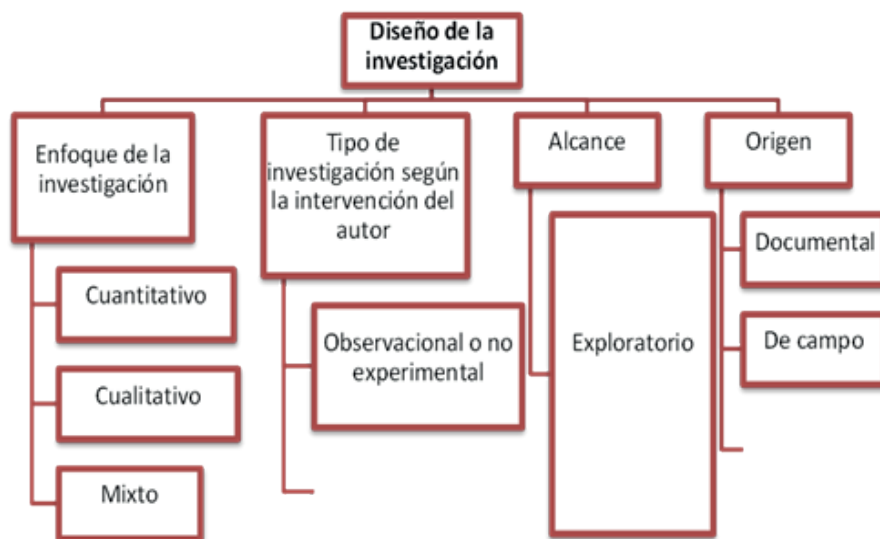 Diseño de la
investigación
Enfoque de la
investigación
Cuantitativo
Cualitativo
Mixto
Tipo de
investigación según
la intervención del
autor
Observacional o no
experimental
Alcance
Exploratorio
Origen
Documental
De campo